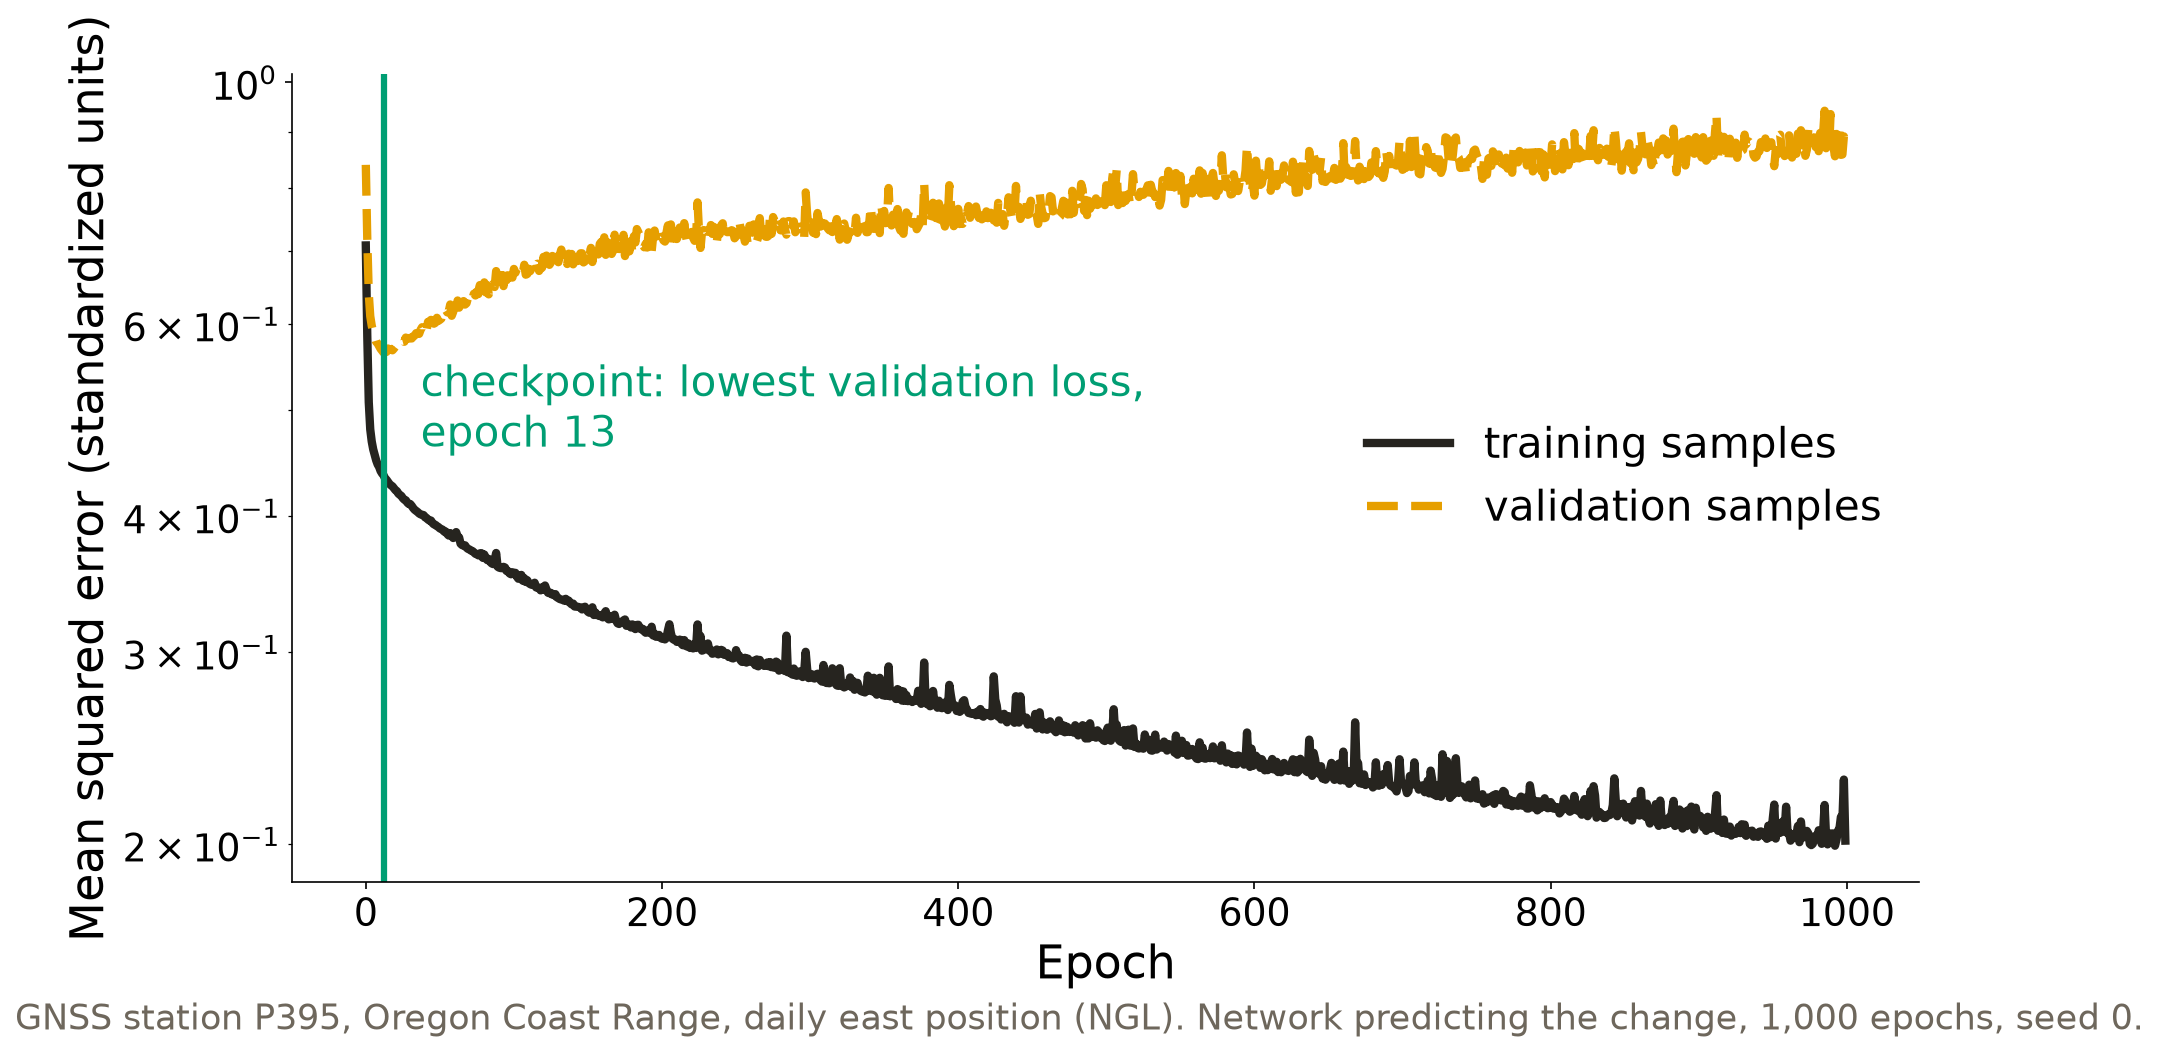 Mean squared error (standardized units)
10⁰
6 × 10⁻¹
4 × 10⁻¹
3 × 10⁻¹
2 × 10⁻¹
checkpoint: lowest validation loss,
epoch 13
training samples
validation samples
0 200 400 600 800 1000
Epoch
GNSS station P395, Oregon Coast Range, daily east position (NGL). Network predicting the change, 1,000 epochs, seed 0.